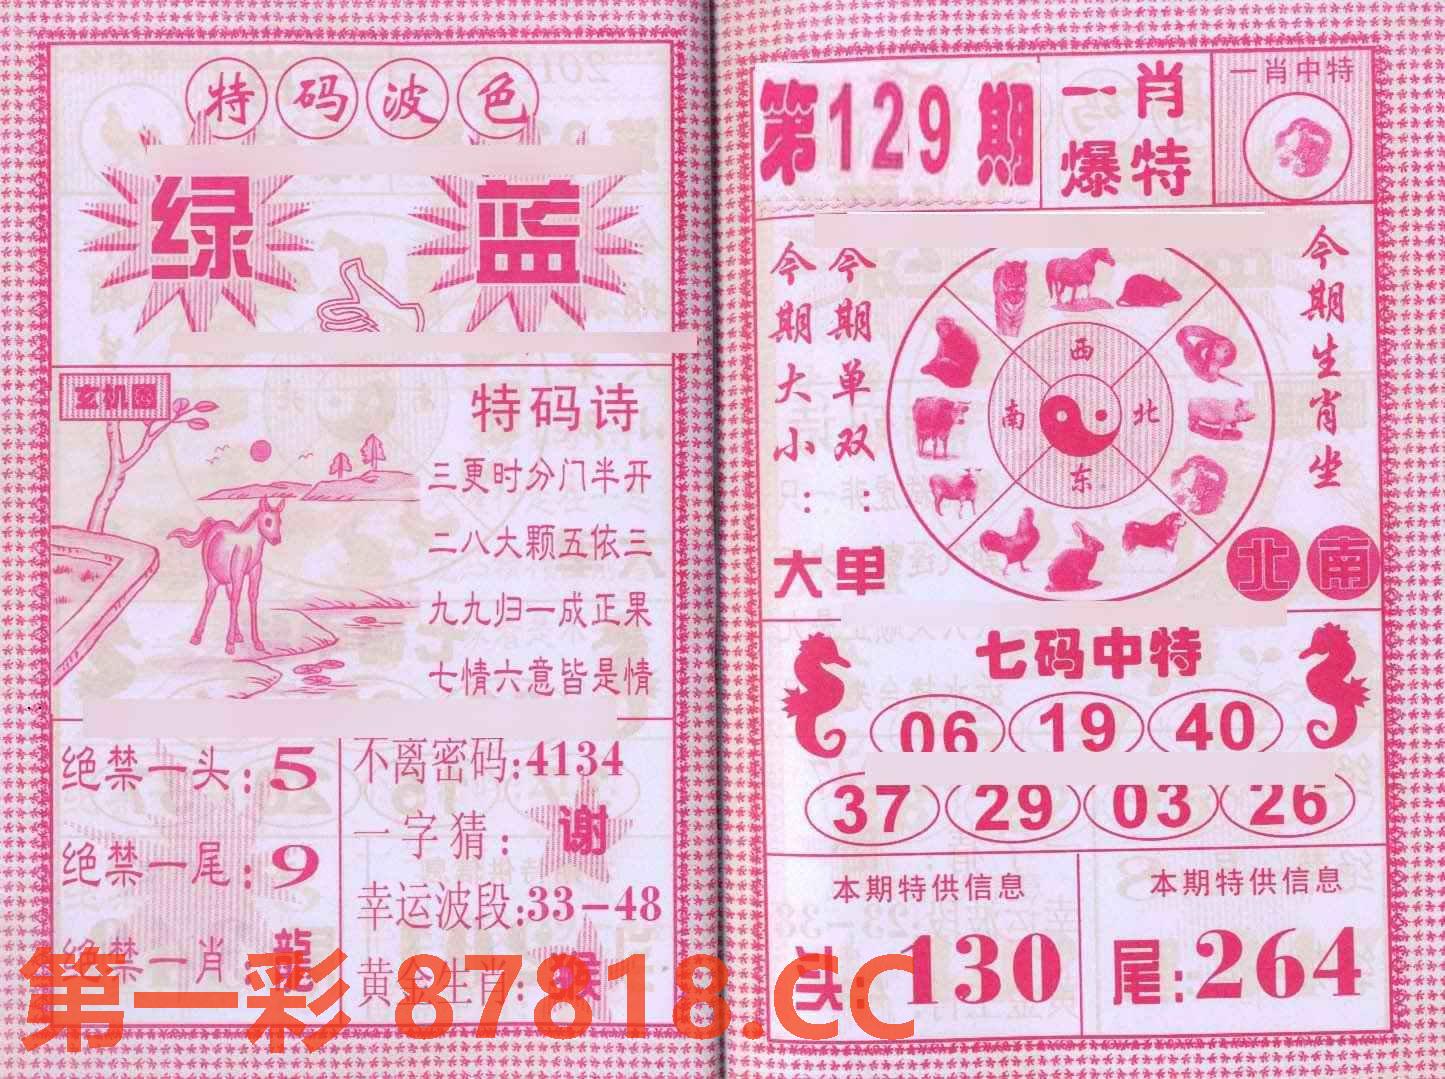 特码波色
绿 蓝
玄机图
特码诗
三更时分门半开
二八大颗五依三
九九归一成正果
七情六意皆是情
绝禁一头:5
绝禁一尾:9
绝禁一肖:龍
不离密码:4134
一字猜:谢
幸运波段:33-48
黄金生肖:猴
第129期
一肖
爆特
一肖中特
今期大小:大
今期单双:单
西
南 北
东
今期生肖坐
北 南
七码中特
06 19 40
37 29 03 26
本期特供信息
头:130
本期特供信息
尾:264
第一彩 87818.CC